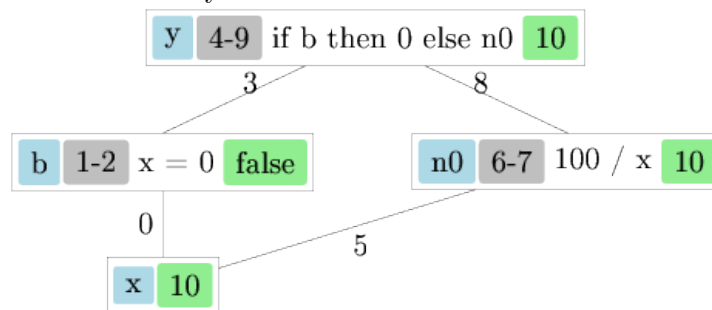 y 4-9 if b then 0 else n0 10
3 8
b 1-2 x = 0 false
n0 6-7 100 / x 10
0
5
x 10